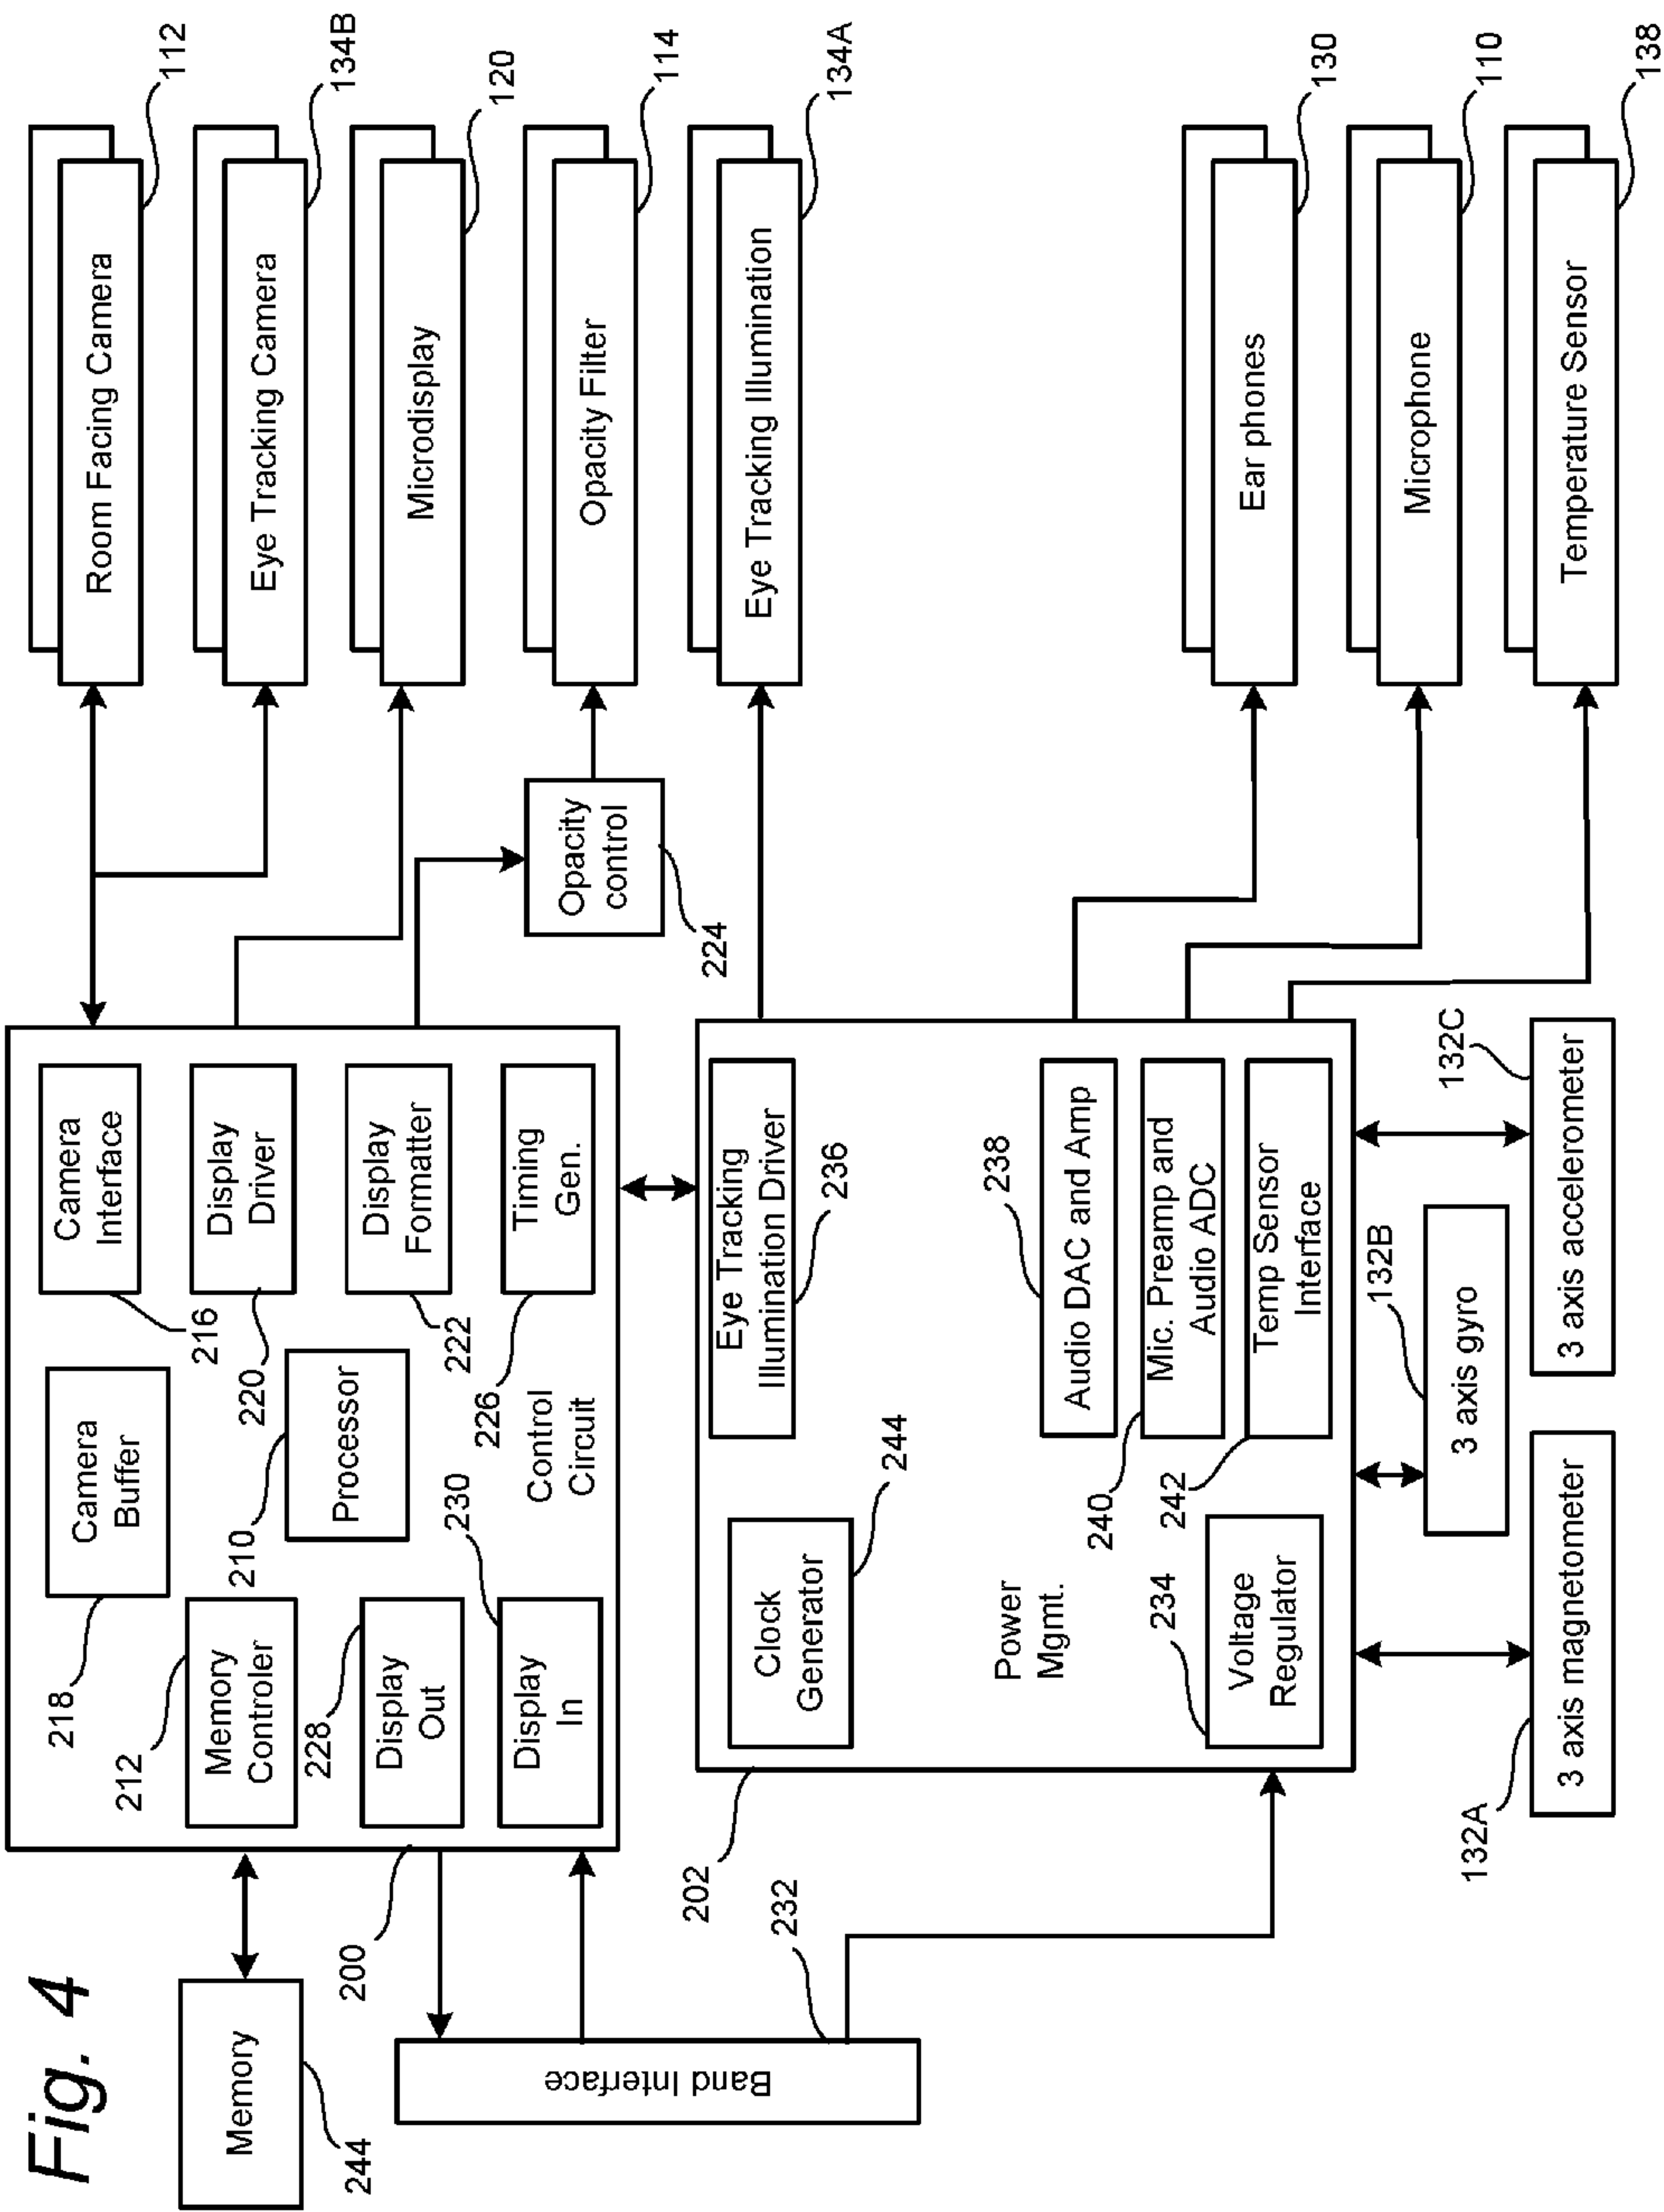 Fig. 4
Memory
244
Band Interface
232
200
202
Memory
Controler
212
Camera
Buffer
218
Camera
Interface
216
Display
Driver
220
Processor
210
Display
Formatter
222
Timing
Gen.
226
Control
Circuit
Display
Out
228
Display
In
230
Opacity
control
224
Room Facing Camera
112
Eye Tracking Camera
134B
Microdisplay
120
Opacity Filter
114
Eye Tracking Illumination
134A
Eye Tracking
Illumination Driver
236
Clock
Generator
244
Power
Mgmt.
Audio DAC and Amp
238
Mic. Preamp and
Audio ADC
240
Temp Sensor
Interface
242
Voltage
Regulator
234
Ear phones
130
Microphone
110
Temperature Sensor
138
3 axis magnetometer
132A
3 axis gyro
132B
3 axis accelerometer
132C